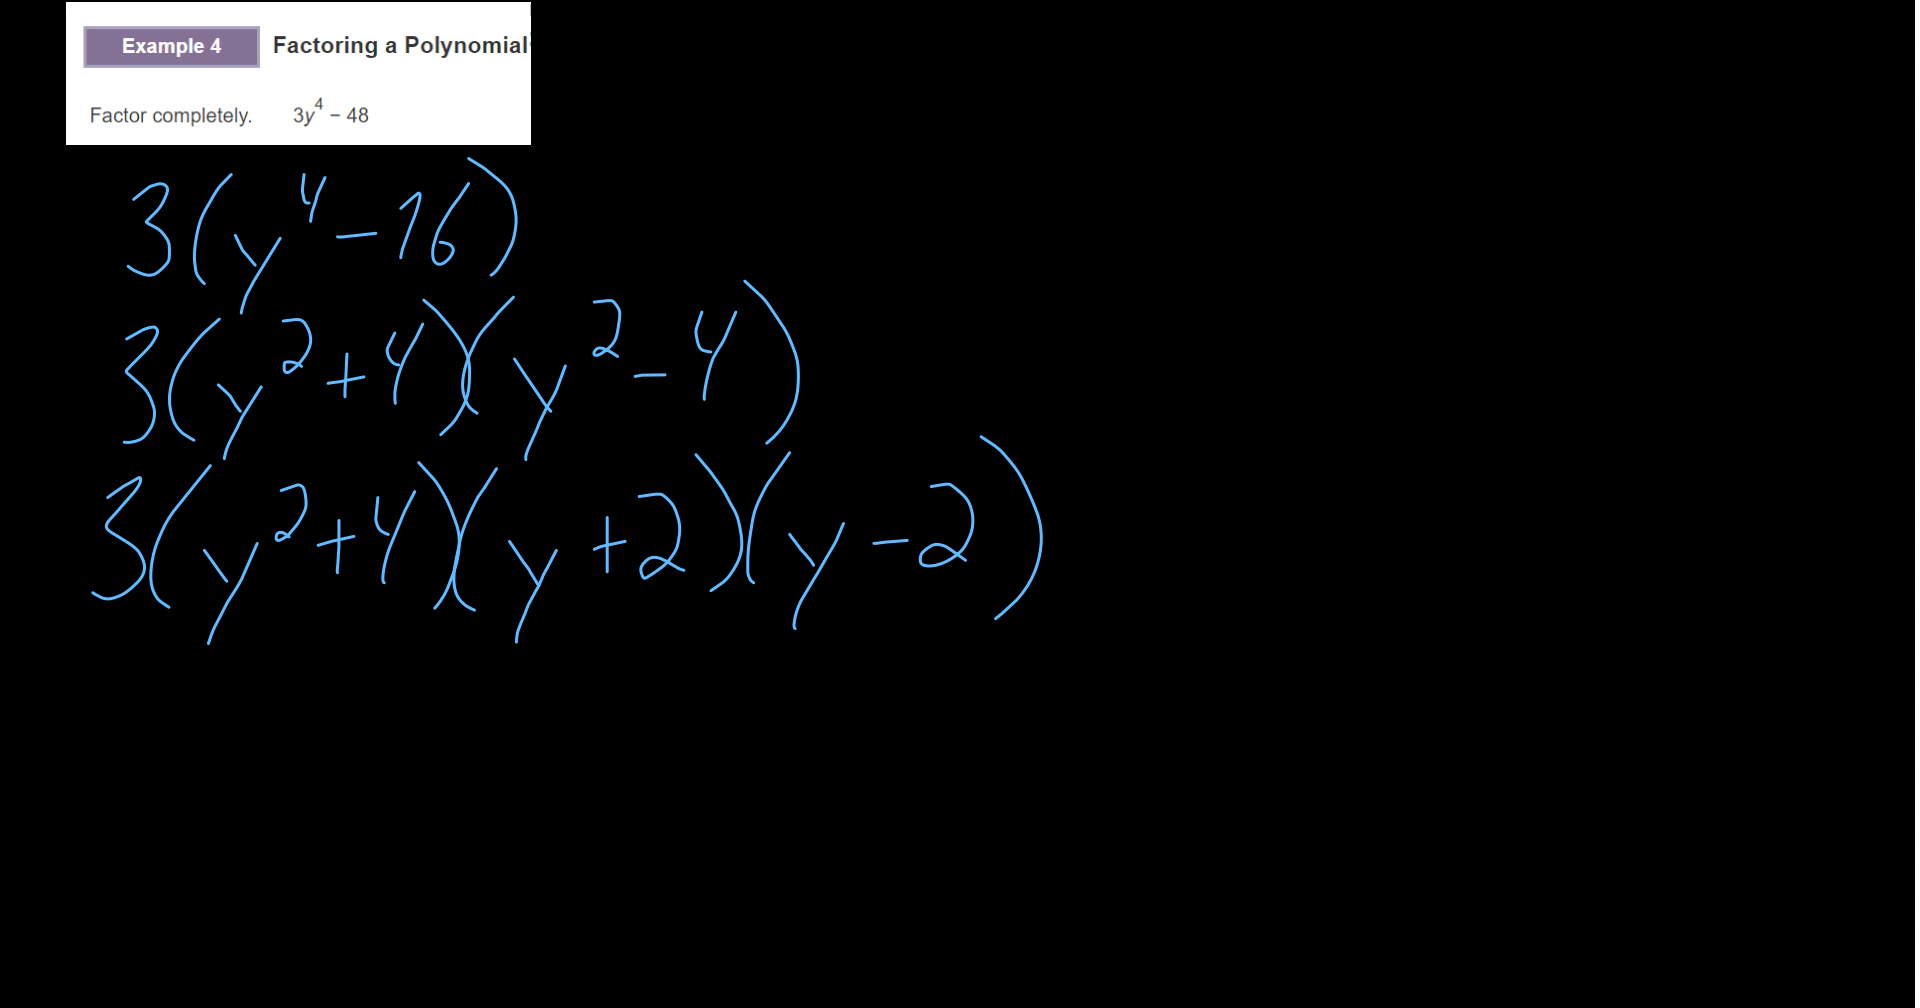 Example 4 Factoring a Polynomial
Factor completely. 3y⁴ − 48
3(y⁴ − 16)
3(y² + 4)(y² − 4)
3(y² + 4)(y + 2)(y − 2)